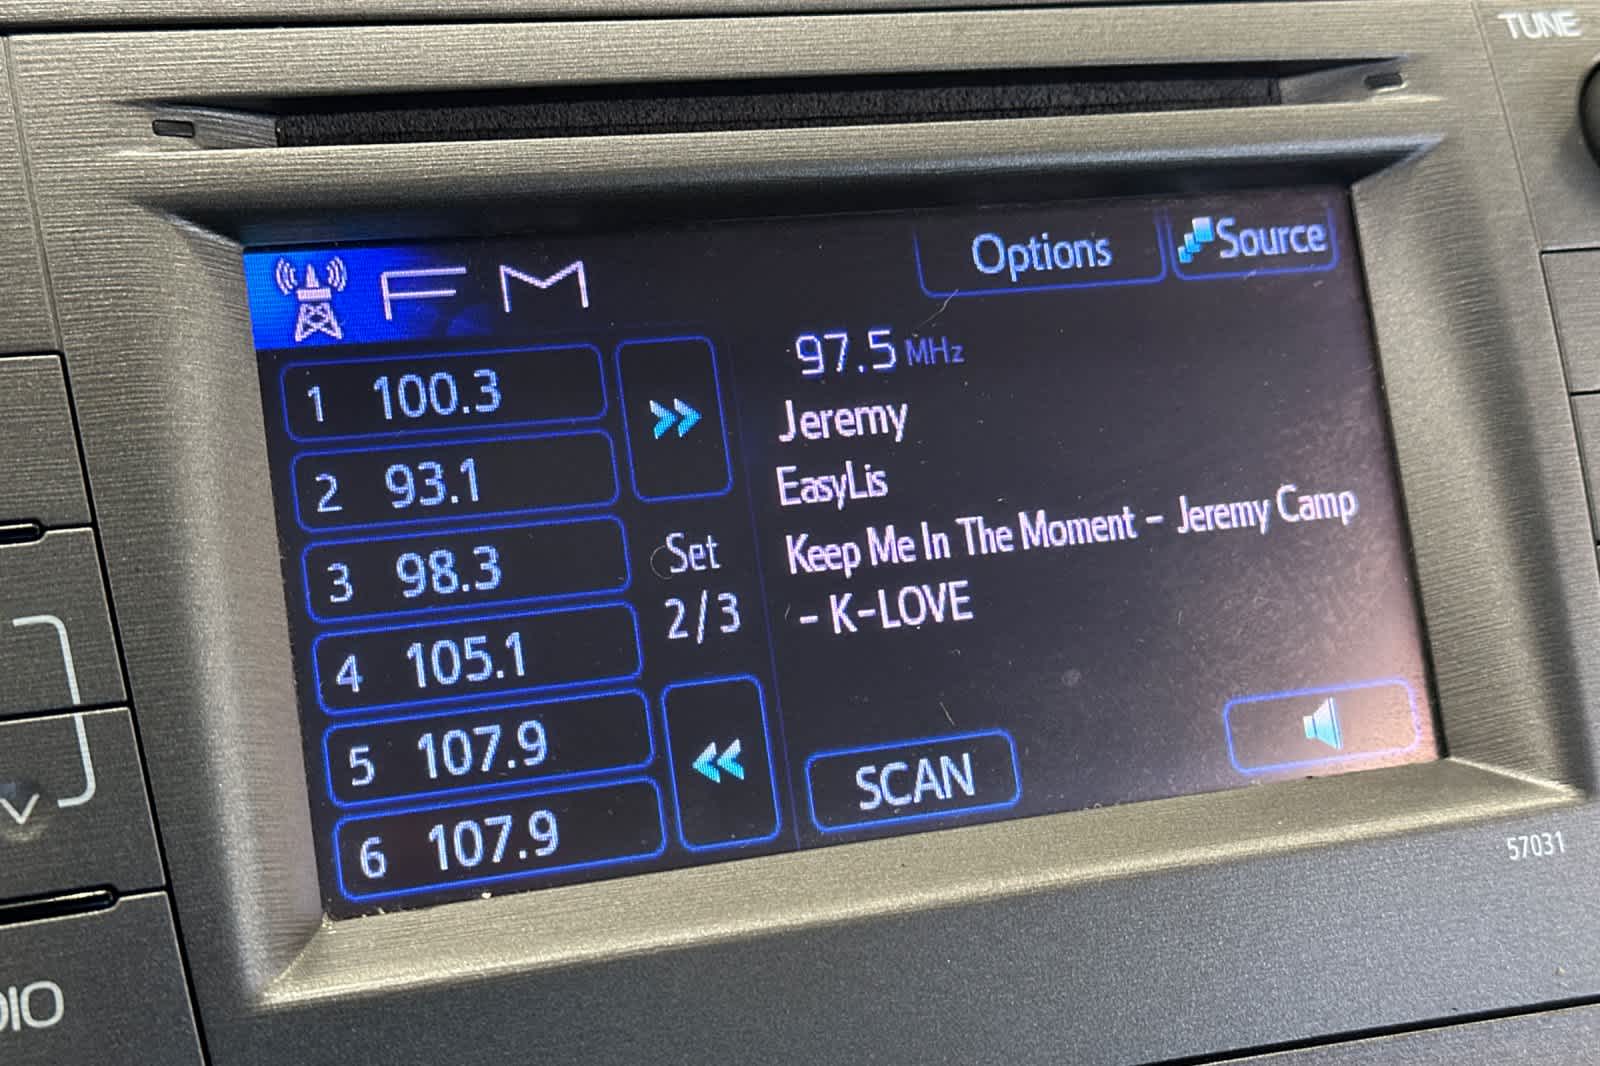 TUNE
FM
Options
Source
1 100.3
2 93.1
3 98.3
4 105.1
5 107.9
6 107.9
Set
2/3
97.5 MHz
Jeremy
EasyLis
Keep Me In The Moment - Jeremy Camp
- K-LOVE
SCAN
57031